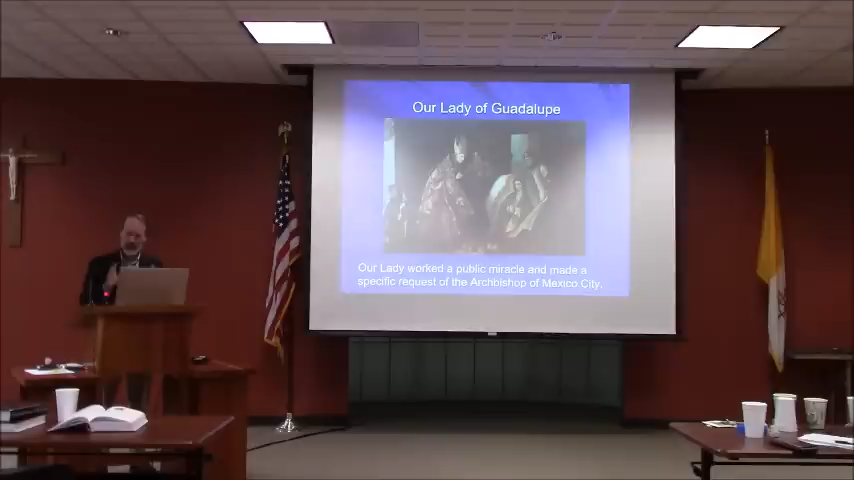 Our Lady of Guadalupe
Our Lady worked a public miracle and made a
specific request of the Archbishop of Mexico City.